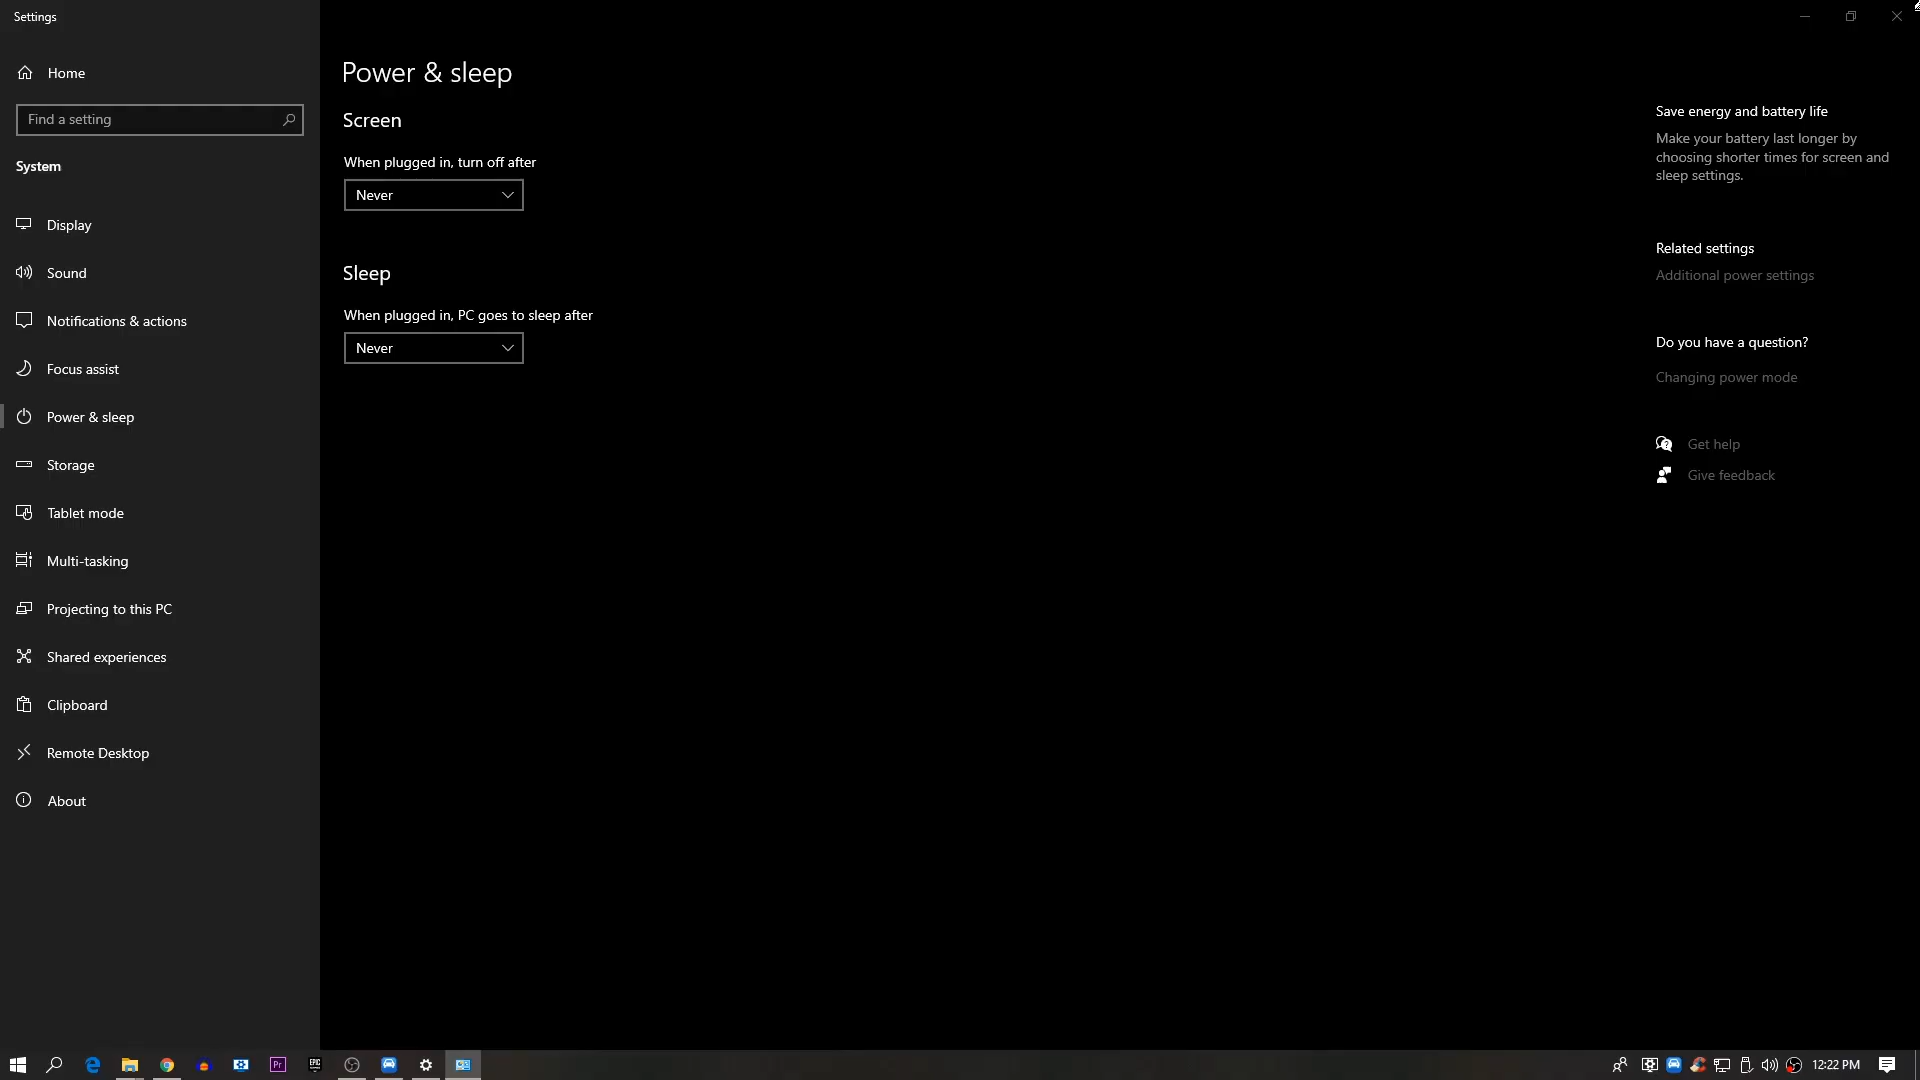 Settings
Home
Find a setting
System
Display
Sound
Notifications & actions
Focus assist
Power & sleep
Storage
Tablet mode
Multi-tasking
Projecting to this PC
Shared experiences
Clipboard
Remote Desktop
About
Power & sleep
Screen
When plugged in, turn off after
Never
Sleep
When plugged in, PC goes to sleep after
Never
Save energy and battery life
Make your battery last longer by
choosing shorter times for screen and
sleep settings.
Related settings
Additional power settings
Do you have a question?
Changing power mode
Get help
Give feedback
Pr
EPIC
12:22 PM